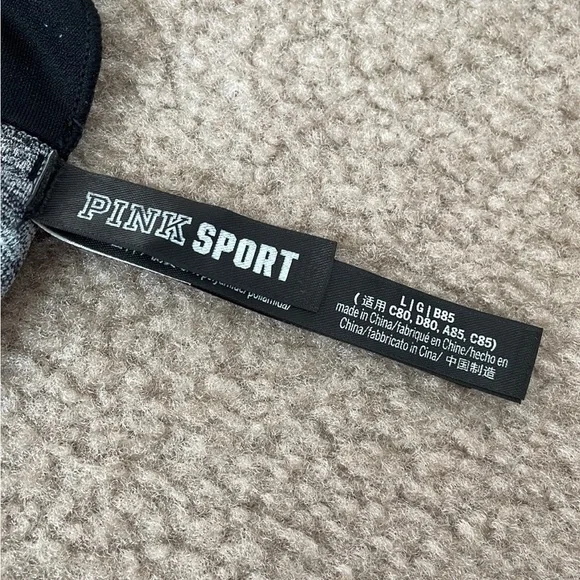 PINK SPORT
poliamida/
L|G|B85
(适用 C80, D80, A85, C85)
made in China/fabriqué en Chine/hecho en
China/fabbricato in Cina/ 中国制造